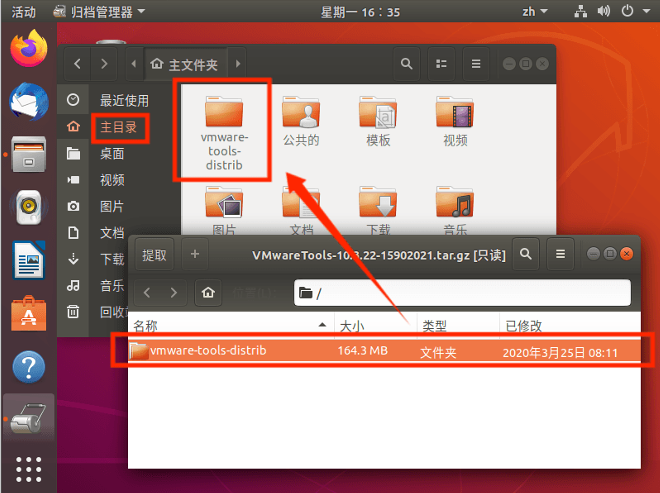 活动 归档管理器 星期一 16：35 zh
主文件夹
最近使用
主目录
桌面
视频
图片
文档
下载
音乐
vmware-
tools-
distrib
公共的
模板
视频
图片
文档
下载
音乐
提取 + VMwareTools-10.3.22-15902021.tar.gz [只读]
/
名称 大小 类型 已修改
vmware-tools-distrib 164.3 MB 文件夹 2020年3月25日 08:11